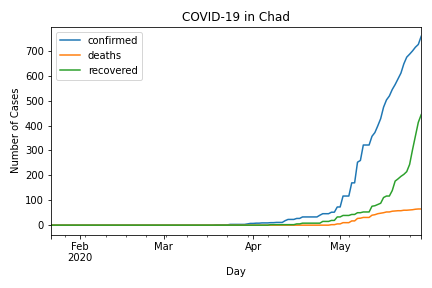 COVID-19 in Chad
confirmed
deaths
recovered
Number of Cases
700
600
500
400
300
200
100
0
Feb
2020
Mar
Apr
May
Day